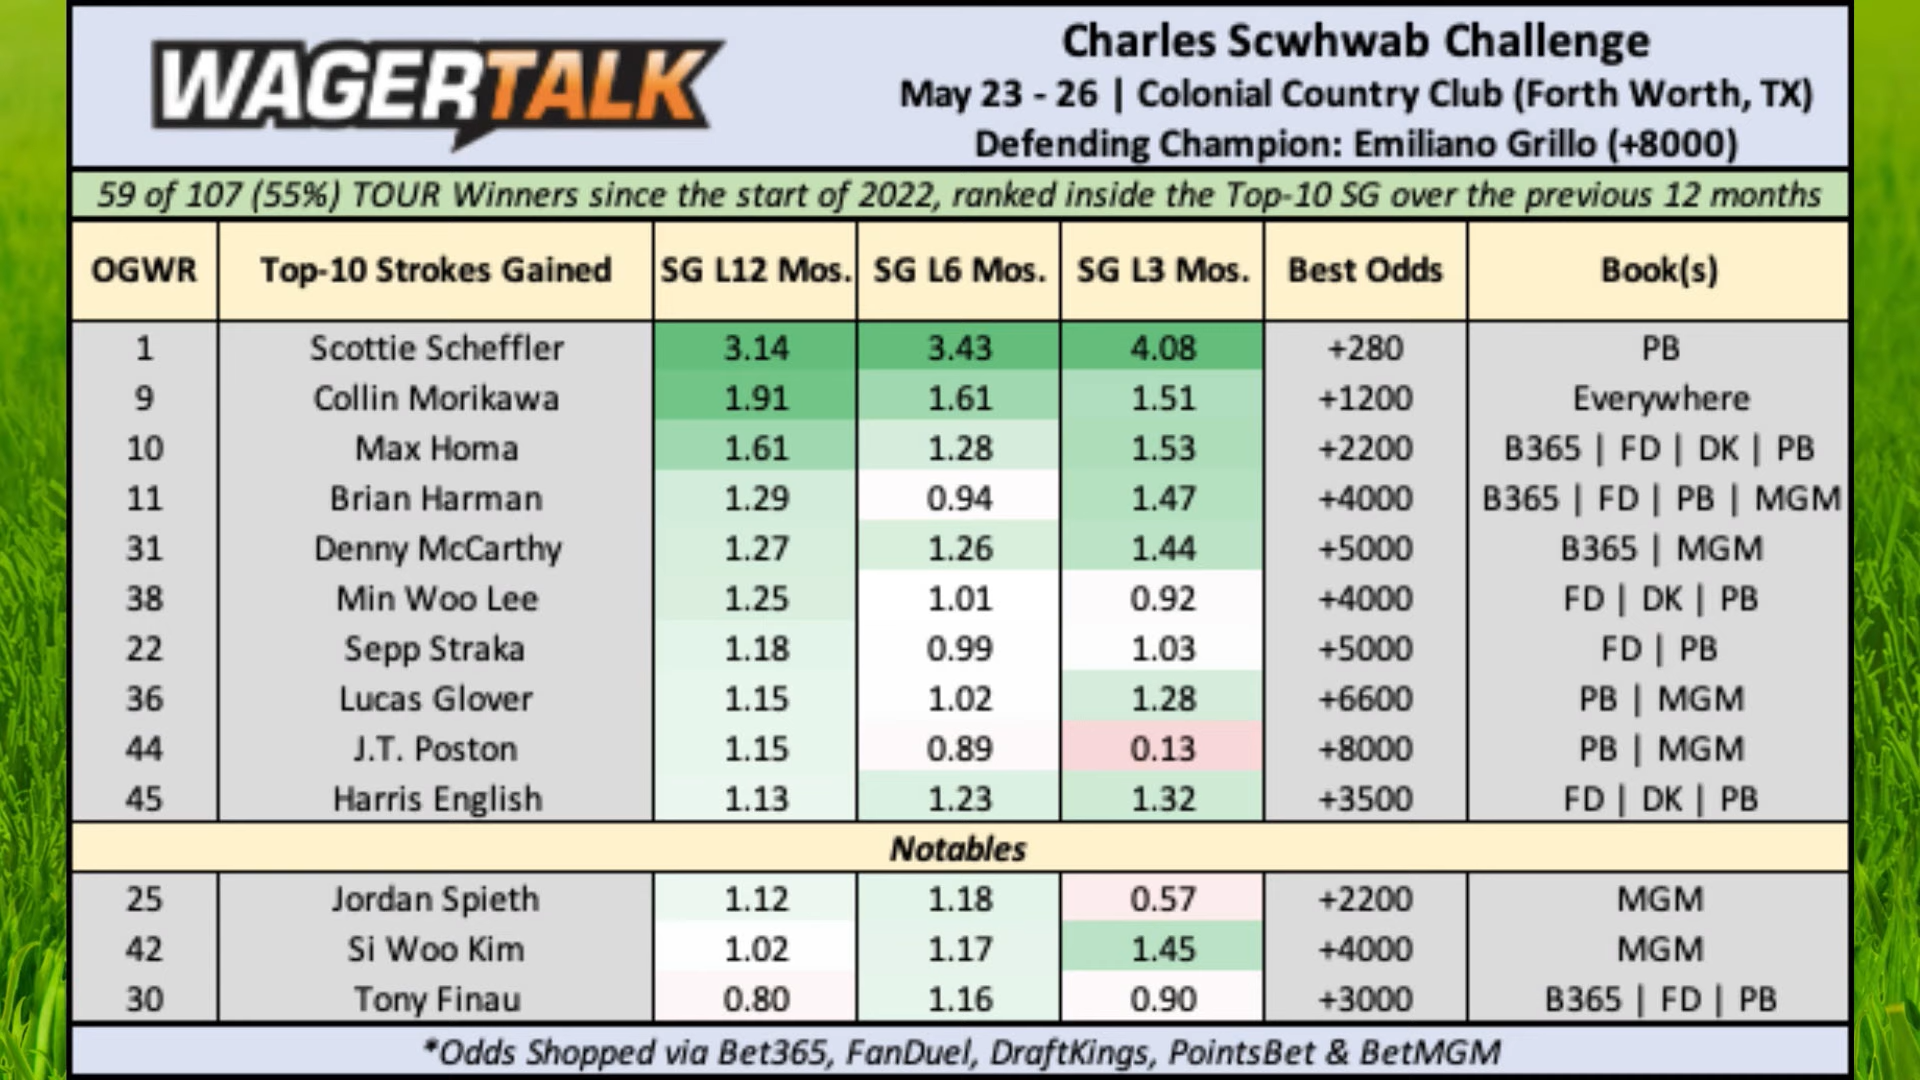 WAGERTALK
Charles Scwhwab Challenge
May 23 - 26 | Colonial Country Club (Forth Worth, TX)
Defending Champion: Emiliano Grillo (+8000)
59 of 107 (55%) TOUR Winners since the start of 2022, ranked inside the Top-10 SG over the previous 12 months
OGWR Top-10 Strokes Gained SG L12 Mos. SG L6 Mos. SG L3 Mos. Best Odds Book(s)
1 Scottie Scheffler 3.14 3.43 4.08 +280 PB
9 Collin Morikawa 1.91 1.61 1.51 +1200 Everywhere
10 Max Homa 1.61 1.28 1.53 +2200 B365 | FD | DK | PB
11 Brian Harman 1.29 0.94 1.47 +4000 B365 | FD | PB | MGM
31 Denny McCarthy 1.27 1.26 1.44 +5000 B365 | MGM
38 Min Woo Lee 1.25 1.01 0.92 +4000 FD | DK | PB
22 Sepp Straka 1.18 0.99 1.03 +5000 FD | PB
36 Lucas Glover 1.15 1.02 1.28 +6600 PB | MGM
44 J.T. Poston 1.15 0.89 0.13 +8000 PB | MGM
45 Harris English 1.13 1.23 1.32 +3500 FD | DK | PB
Notables
25 Jordan Spieth 1.12 1.18 0.57 +2200 MGM
42 Si Woo Kim 1.02 1.17 1.45 +4000 MGM
30 Tony Finau 0.80 1.16 0.90 +3000 B365 | FD | PB
*Odds Shopped via Bet365, FanDuel, DraftKings, PointsBet & BetMGM